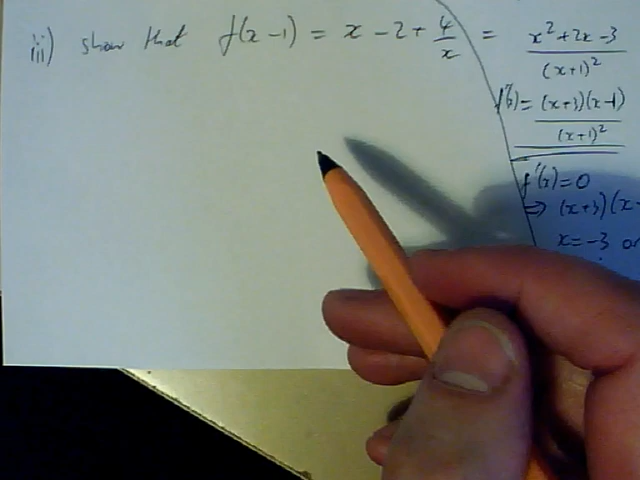 iii) show that f(x-1) = x - 2 + 4/x
= x² + 2x - 3
(x+1)²
f'(x) = (x+3)(x-1)
(x+1)²
f'(x) = 0
⇒ (x+3)(x-
x = -3 or